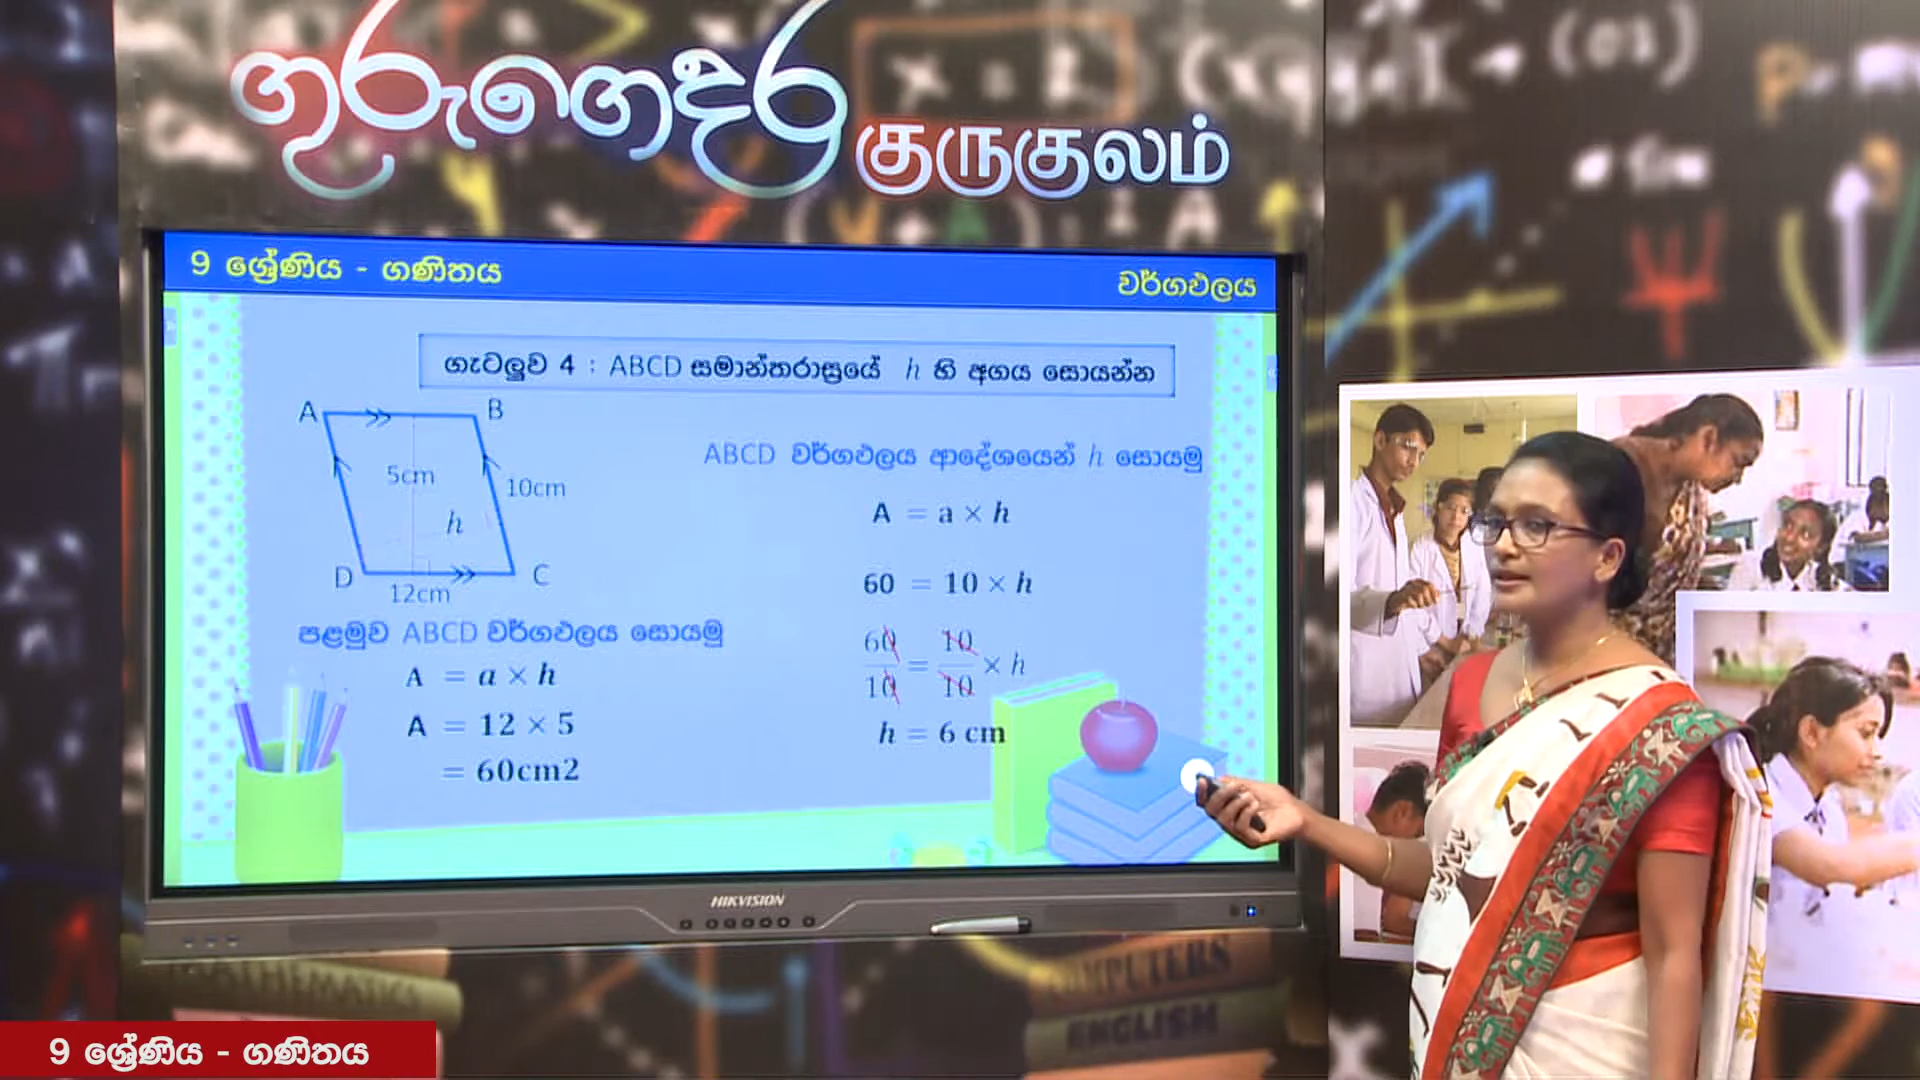 ගුරුගෙදර
குருகுலம்
9 ශ්‍රේණිය - ගණිතය
වර්ගඵලය
ගැටලුව 4 : ABCD සමාන්තරාස්‍රයේ h හි අගය සොයන්න
A
B
5cm
10cm
h
D
C
12cm
පළමුව ABCD වර්ගඵලය සොයමු
A = a × h
A = 12 × 5
= 60cm2
ABCD වර්ගඵලය ආදේශයෙන් h සොයමු
A = a × h
60 = 10 × h
60/10 = 10/10 × h
h = 6 cm
HIKVISION
MATHEMATICS
COMPUTERS
ENGLISH
9 ශ්‍රේණිය - ගණිතය